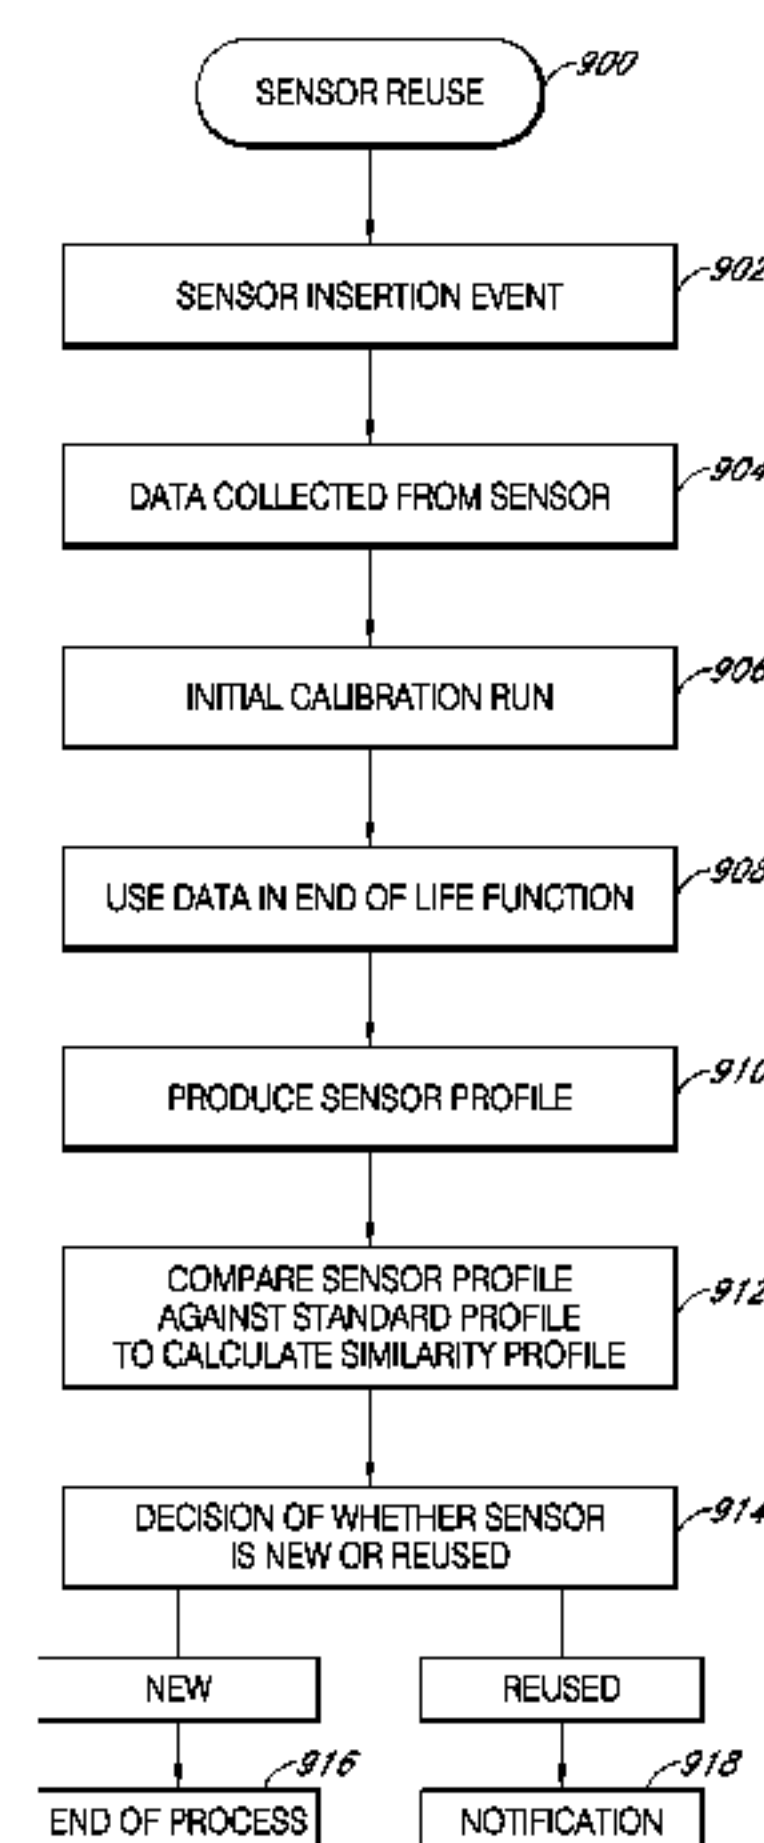 SENSOR REUSE
900
SENSOR INSERTION EVENT
902
DATA COLLECTED FROM SENSOR
904
INITIAL CALIBRATION RUN
906
USE DATA IN END OF LIFE FUNCTION
908
PRODUCE SENSOR PROFILE
910
COMPARE SENSOR PROFILE
AGAINST STANDARD PROFILE
TO CALCULATE SIMILARITY PROFILE
912
DECISION OF WHETHER SENSOR
IS NEW OR REUSED
914
NEW
REUSED
916
918
END OF PROCESS
NOTIFICATION